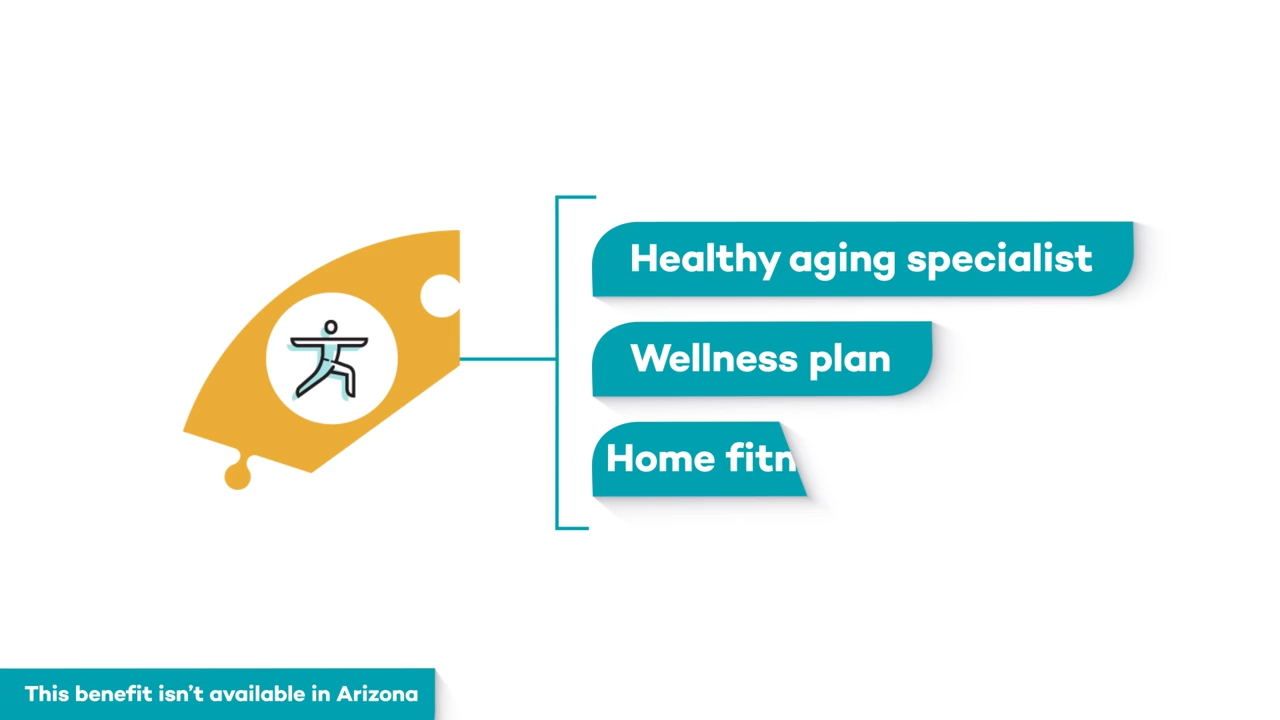 Healthy aging specialist
Wellness plan
Home fitn
This benefit isn't available in Arizona